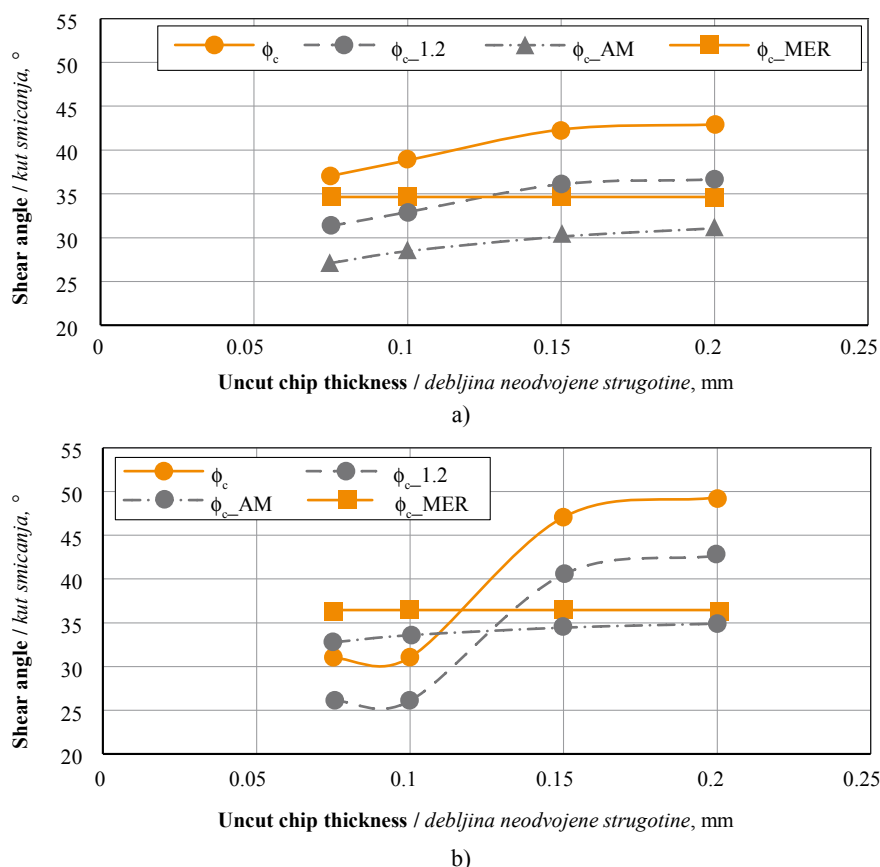 55
50
45
40
35
30
25
20
Shear angle / kut smicanja, °
ϕc ϕc_1.2 ϕc_AM ϕc_MER
0 0.05 0.1 0.15 0.2 0.25
Uncut chip thickness / debljina neodvojene strugotine, mm
a)
55
50
45
40
35
30
25
20
Shear angle / kut smicanja, °
ϕc ϕc_1.2
ϕc_AM ϕc_MER
0 0.05 0.1 0.15 0.2 0.25
Uncut chip thickness / debljina neodvojene strugotine, mm
b)